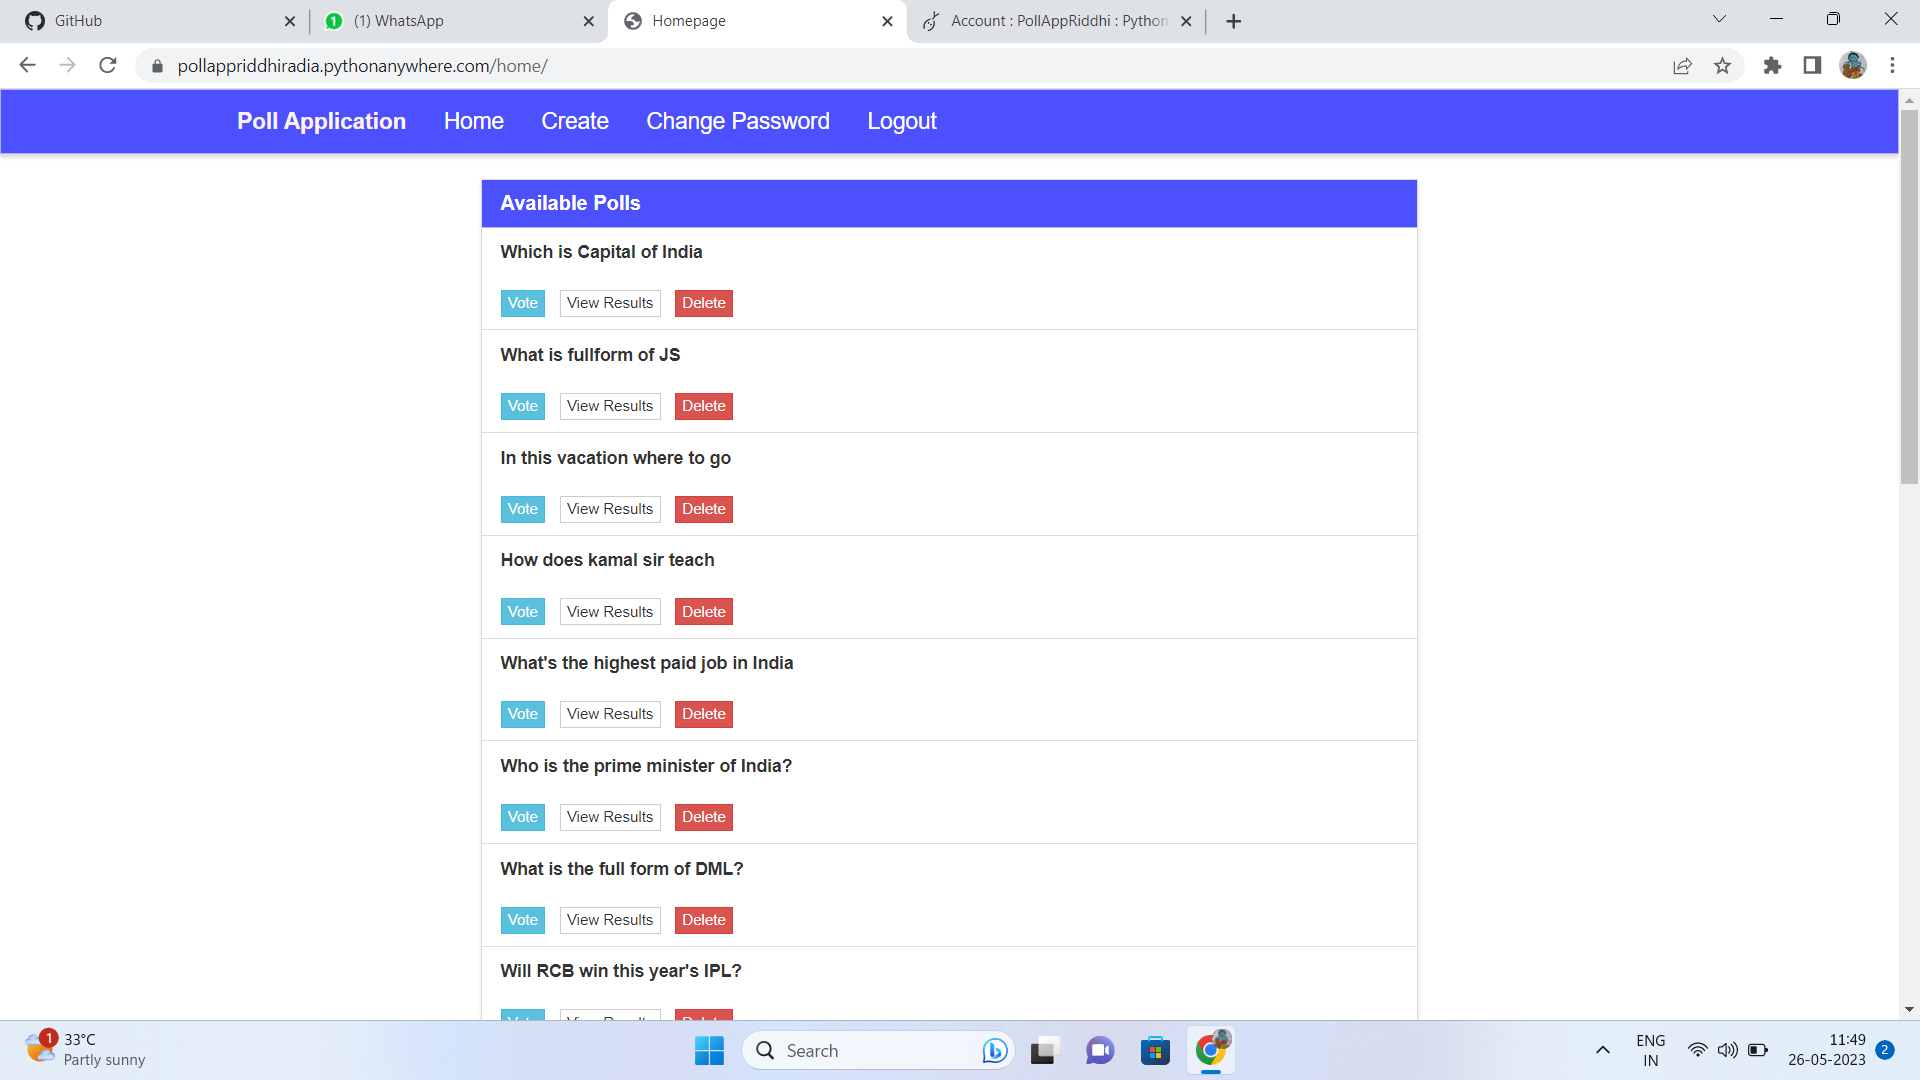 GitHub
(1) WhatsApp
Homepage
Account : PollAppRiddhi : Python
pollappriddhiradia.pythonanywhere.com/home/
Poll Application Home Create Change Password Logout
Available Polls
Which is Capital of India
Vote View Results Delete
What is fullform of JS
Vote View Results Delete
In this vacation where to go
Vote View Results Delete
How does kamal sir teach
Vote View Results Delete
What's the highest paid job in India
Vote View Results Delete
Who is the prime minister of India?
Vote View Results Delete
What is the full form of DML?
Vote View Results Delete
Will RCB win this year's IPL?
1
33°C
Partly sunny
Search
ENG
IN
11:49
26-05-2023
2